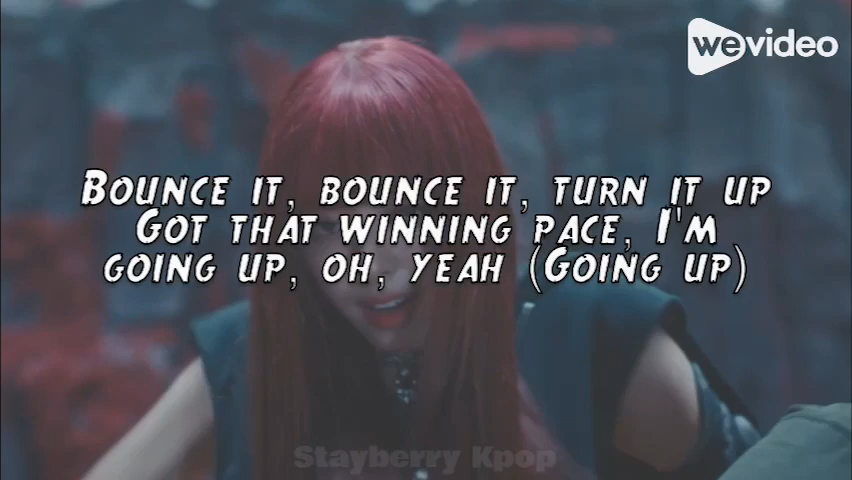 wevideo
BOUNCE IT, BOUNCE IT, TURN IT UP
GOT THAT WINNING PACE, I'M
GOING UP, OH, YEAH (GOING UP)
Stayberry Kpop